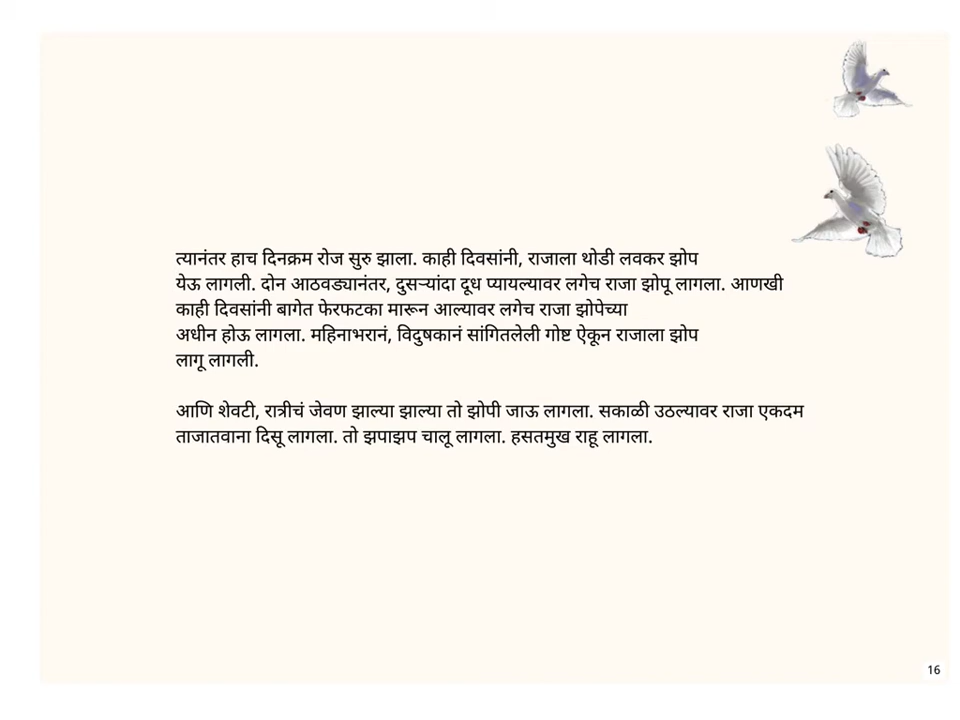 त्यानंतर हाच दिनक्रम रोज सुरु झाला. काही दिवसांनी, राजाला थोडी लवकर झोप
येऊ लागली. दोन आठवड्यानंतर, दुसऱ्यांदा दूध प्यायल्यावर लगेच राजा झोपू लागला. आणखी
काही दिवसांनी बागेत फेरफटका मारून आल्यावर लगेच राजा झोपेच्या
अधीन होऊ लागला. महिनाभरानं, विदुषकानं सांगितलेली गोष्ट ऐकून राजाला झोप
लागू लागली.
आणि शेवटी, रात्रीचं जेवण झाल्या झाल्या तो झोपी जाऊ लागला. सकाळी उठल्यावर राजा एकदम
ताजातवाना दिसू लागला. तो झपाझप चालू लागला. हसतमुख राहू लागला.
16